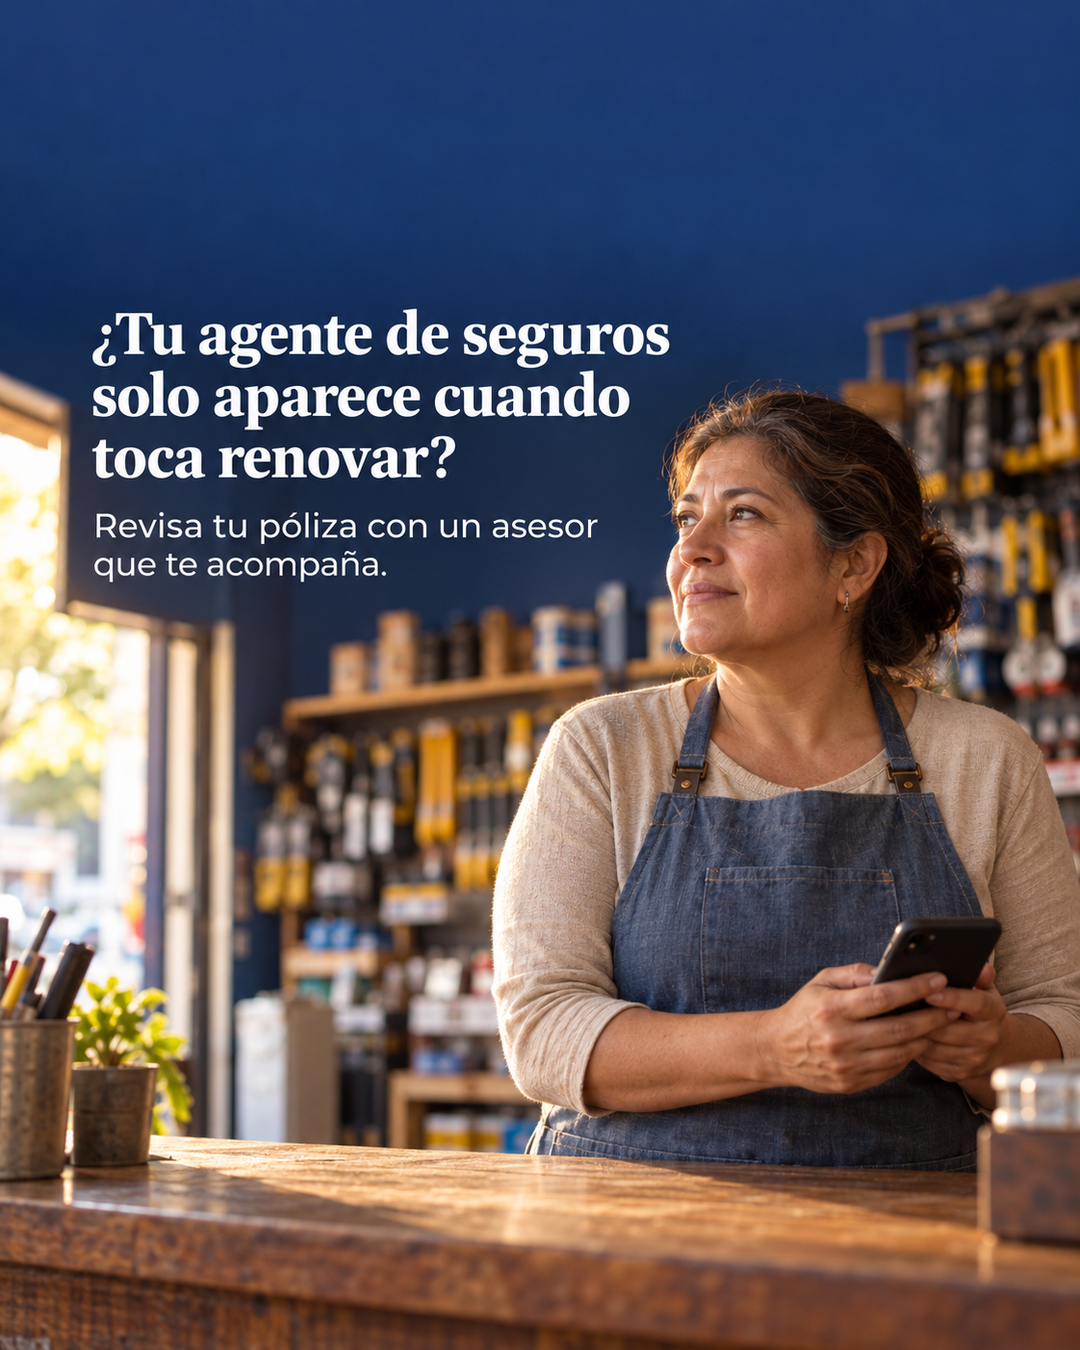 ¿Tu agente de seguros
solo aparece cuando
toca renovar?
Revisa tu póliza con un asesor
que te acompaña.